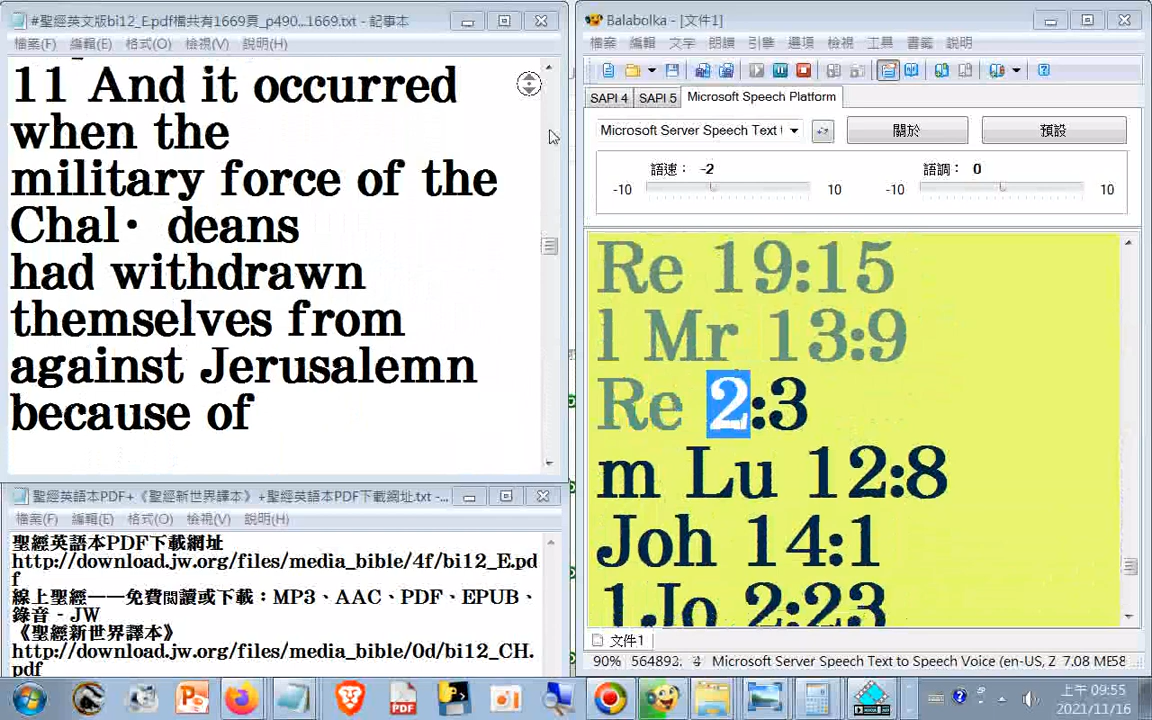 #聖經英文版bi12_E.pdf檔共有1669頁_p490...1669.txt - 記事本
檔案(F) 編輯(E) 格式(O) 檢視(V) 說明(H)
11 And it occurred
when the
military force of the
Chal· deans
had withdrawn
themselves from
against Jerusalemn
because of
聖經英語本PDF+《聖經新世界譯本》+聖經英語本PDF下載網址.txt - ...
檔案(F) 編輯(E) 格式(O) 檢視(V) 說明(H)
聖經英語本PDF下載網址
http://download.jw.org/files/media_bible/4f/bi12_E.pd
f
線上聖經——免費閱讀或下載：MP3、AAC、PDF、EPUB、
錄音 - JW
《聖經新世界譯本》
http://download.jw.org/files/media_bible/0d/bi12_CH.
pdf
Balabolka - [文件1]
檔案 編輯 文字 朗讀 引擎 選項 檢視 工具 書籤 說明
SAPI 4 SAPI 5 Microsoft Speech Platform
Microsoft Server Speech Text 關於 預設
語速： -2 語調： 0
-10 10 -10 10
Re 19:15
l Mr 13:9
Re 2:3
m Lu 12:8
Joh 14:1
1 Jo 2:23
文件1
90% 564892. 4 Microsoft Server Speech Text to Speech Voice (en-US, Z 7.08 ME58
上午 09:55
2021/11/16